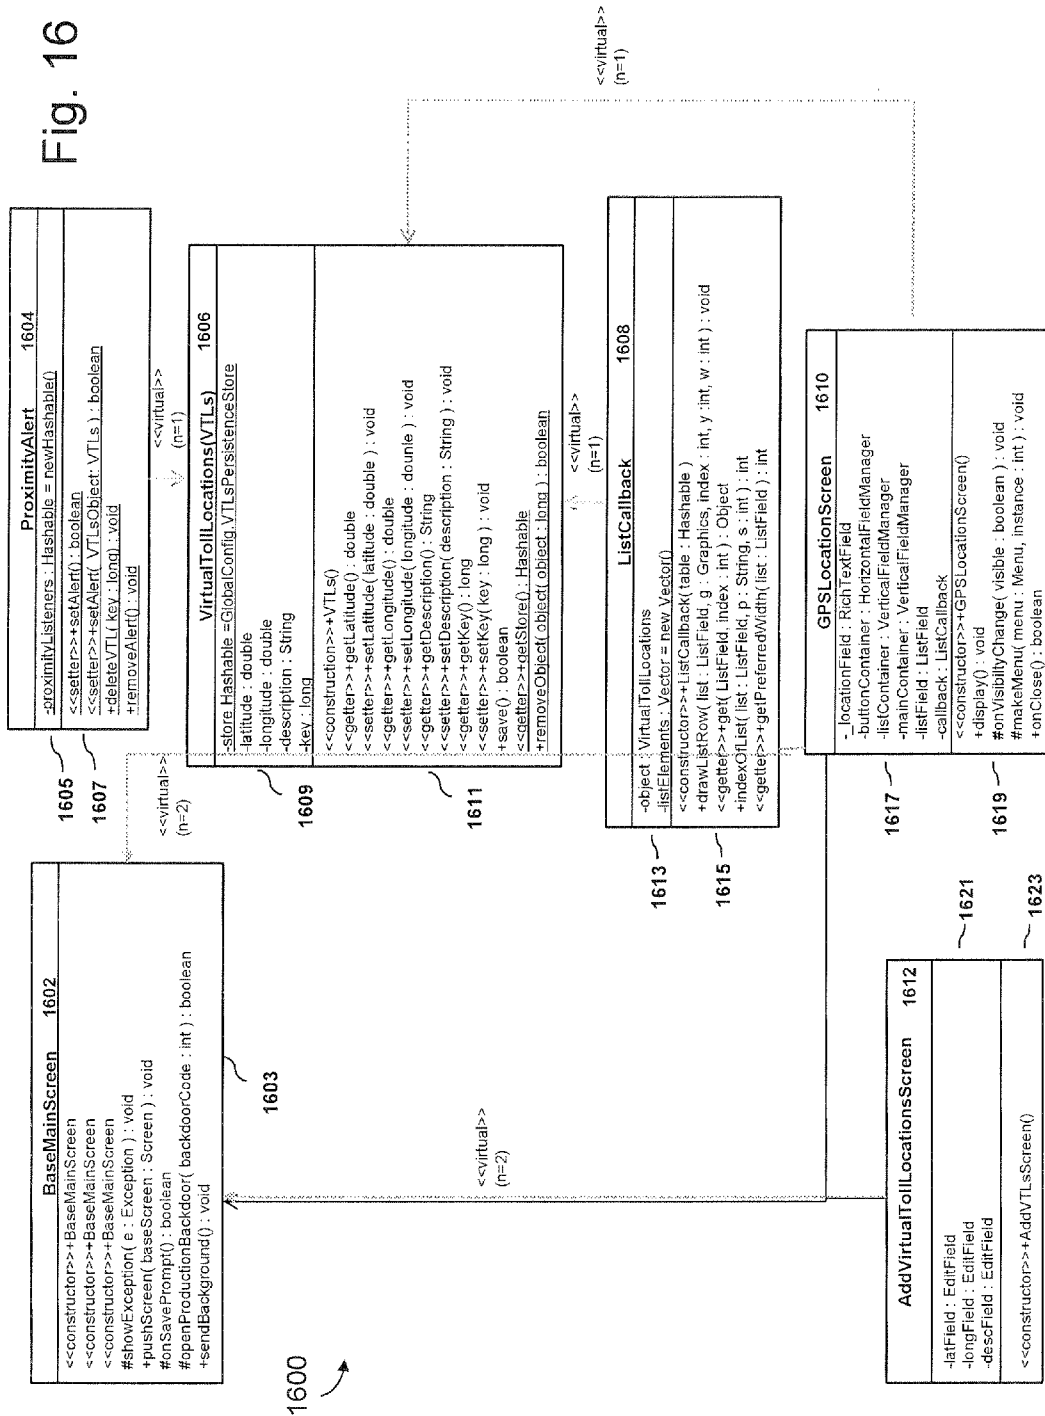 Fig. 16
1600
BaseMainScreen 1602
<<constructor>>+BaseMainScreen
<<constructor>>+BaseMainScreen
<<constructor>>+BaseMainScreen
#showException( e : Exception ) : void
+pushScreen( baseScreen : Screen ) : void
#onSavePrompt() : boolean
#openProductionBackdoor( backdoorCode : int ) : boolean
+sendBackground() : void
1603
ProximityAlert 1604
-proximityListeners : Hashable = newHashable()
<<setter>>+setAlert() : boolean
<<setter>>+setAlert( VTLsObject: VTLs ) : boolean
+deleteVTL( key : long) : void
+removeAlert() : void
1605
1607
<<virtual>>
(n=2)
<<virtual>>
(n=1)
VirtualTollLocations(VTLs) 1606
-store Hashable =GlobalConfig.VTLsPersistenceStore
-latitude : double
-longitude : double
-description : String
-key : long
1609
<<construction>>+VTLs()
<<getter>>+getLatitude() : double
<<setter>>+setLatitude( latitude : double ) : void
<<getter>>+getLongitude() : double
<<setter>>+setLongitude( longitude : dounle ) : void
<<getter>>+getDescription() : String
<<setter>>+setDescription( description : String ) : void
<<getter>>+getKey() : long
<<setter>>+setKey( key : long ) : void
+save() : boolean
<<getter>>+getStore() : Hashable
+removeObject( object : long ) : boolean
1611
<<virtual>>
(n=1)
<<virtual>>
(n=1)
<<virtual>>
(n=2)
ListCallback 1608
-object : VirtualTollLocations
-listElements : Vector = new Vector()
1613
<<constructor>>+ListCallback( table : Hashable )
+drawListRow( list : ListField, g : Graphics, index : int, y :int, w : int ) : void
<<getter>>+get( ListField, index : int ) : Object
+indexOfList( list : ListField, p : String, s : int ) : int
<<getter>>+getPreferredWidth( list : ListField ) : int
1615
GPSLocationScreen 1610
-_locationField : RichTextField
-buttonContainer : HorizontalFieldManager
-listContainer : VerticalFieldManager
-mainContainer : VerticalFieldManager
-listField : ListField
-callback : ListCallback
1617
<<constructor>>+GPSLocationScreen()
+display() : void
#onVisibiltyChange( visible : boolean ) : void
#makeMenu( menu : Menu, instance : int ) : void
+onClose() : boolean
1619
AddVirtualTollLocationsScreen 1612
-latField : EditField
-longField : EditField
-descField : EditField
1621
<<constructor>>+AddVTLsScreen()
1623